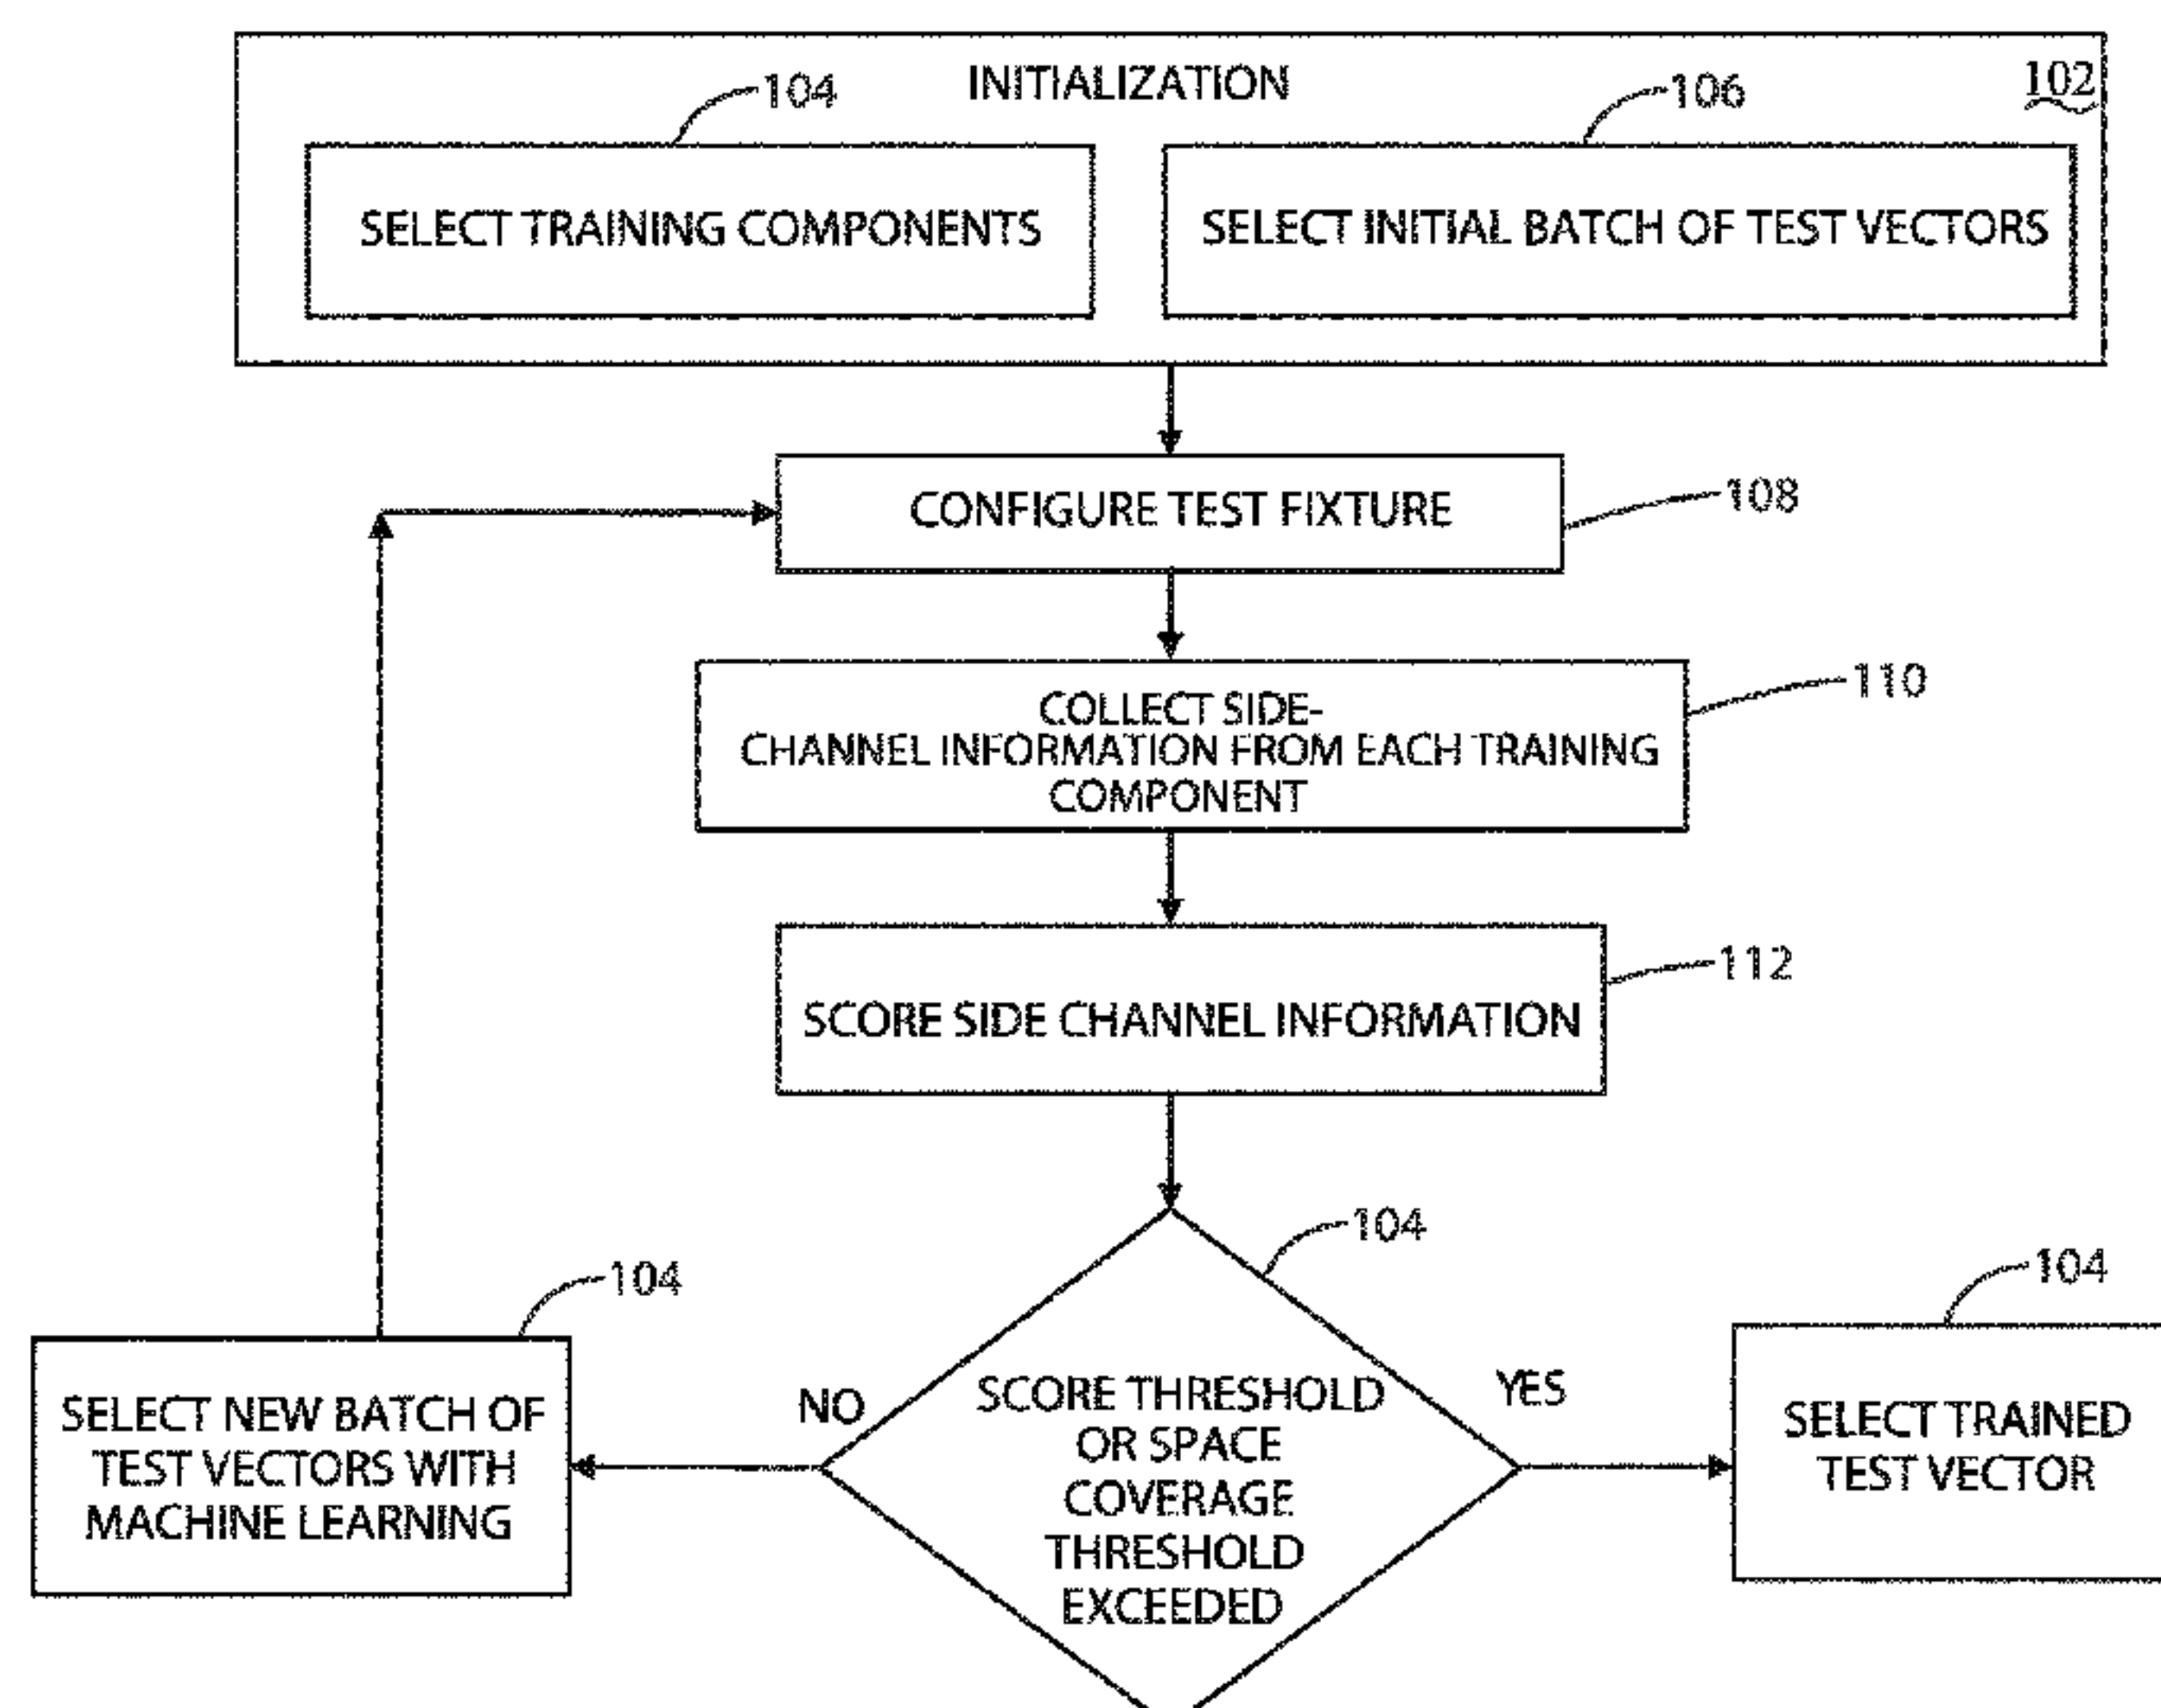 INITIALIZATION
102
104
106
SELECT TRAINING COMPONENTS
SELECT INITIAL BATCH OF TEST VECTORS
CONFIGURE TEST FIXTURE
108
COLLECT SIDE-
CHANNEL INFORMATION FROM EACH TRAINING
COMPONENT
110
SCORE SIDE CHANNEL INFORMATION
112
104
SCORE THRESHOLD
OR SPACE
COVERAGE
THRESHOLD
EXCEEDED
NO
104
SELECT NEW BATCH OF
TEST VECTORS WITH
MACHINE LEARNING
YES
104
SELECT TRAINED
TEST VECTOR